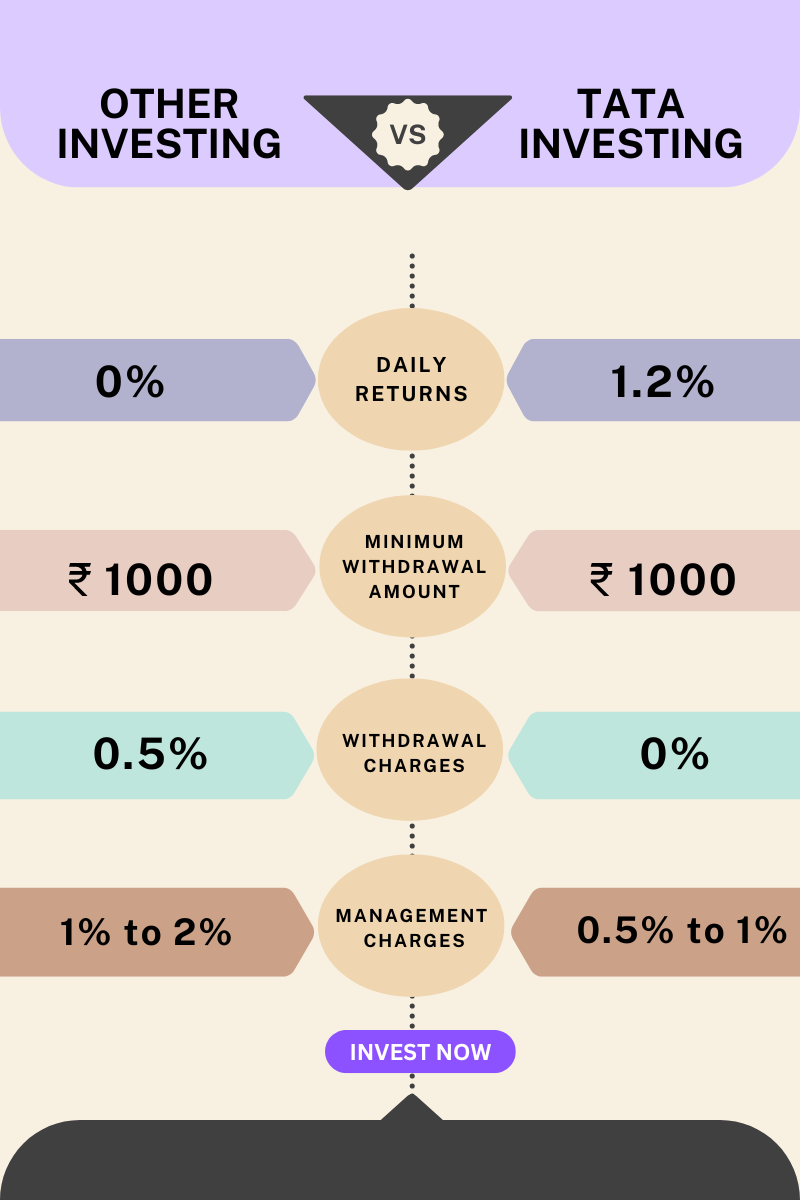 OTHER
INVESTING
VS
TATA
INVESTING
0%
DAILY
RETURNS
1.2%
₹ 1000
MINIMUM
WITHDRAWAL
AMOUNT
₹ 1000
0.5%
WITHDRAWAL
CHARGES
0%
1% to 2%
MANAGEMENT
CHARGES
0.5% to 1%
INVEST NOW